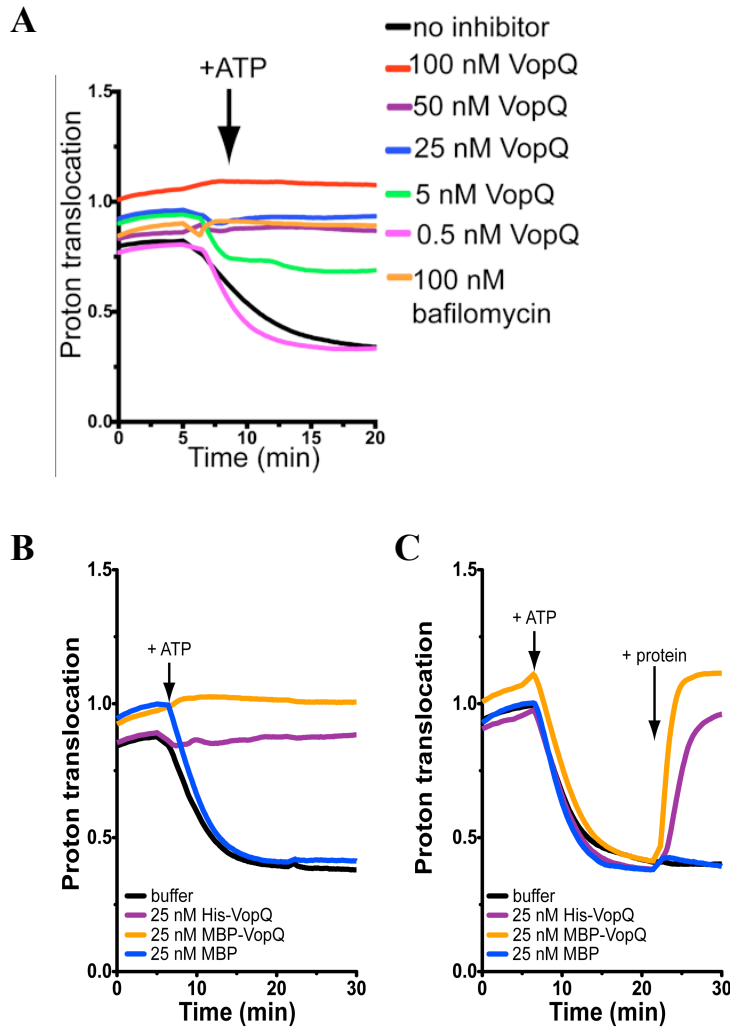 A
+ATP
Proton translocation
1.5
1.0
0.5
0.0
0
5
10
15
20
Time (min)
no inhibitor
100 nM VopQ
50 nM VopQ
25 nM VopQ
5 nM VopQ
0.5 nM VopQ
100 nM
bafilomycin
B
Proton translocation
1.5
1.0
0.5
0.0
+ ATP
buffer
25 nM His-VopQ
25 nM MBP-VopQ
25 nM MBP
0
10
20
30
Time (min)
C
Proton translocation
1.5
1.0
0.5
0.0
+ ATP
+ protein
buffer
25 nM His-VopQ
25 nM MBP-VopQ
25 nM MBP
0
10
20
30
Time (min)